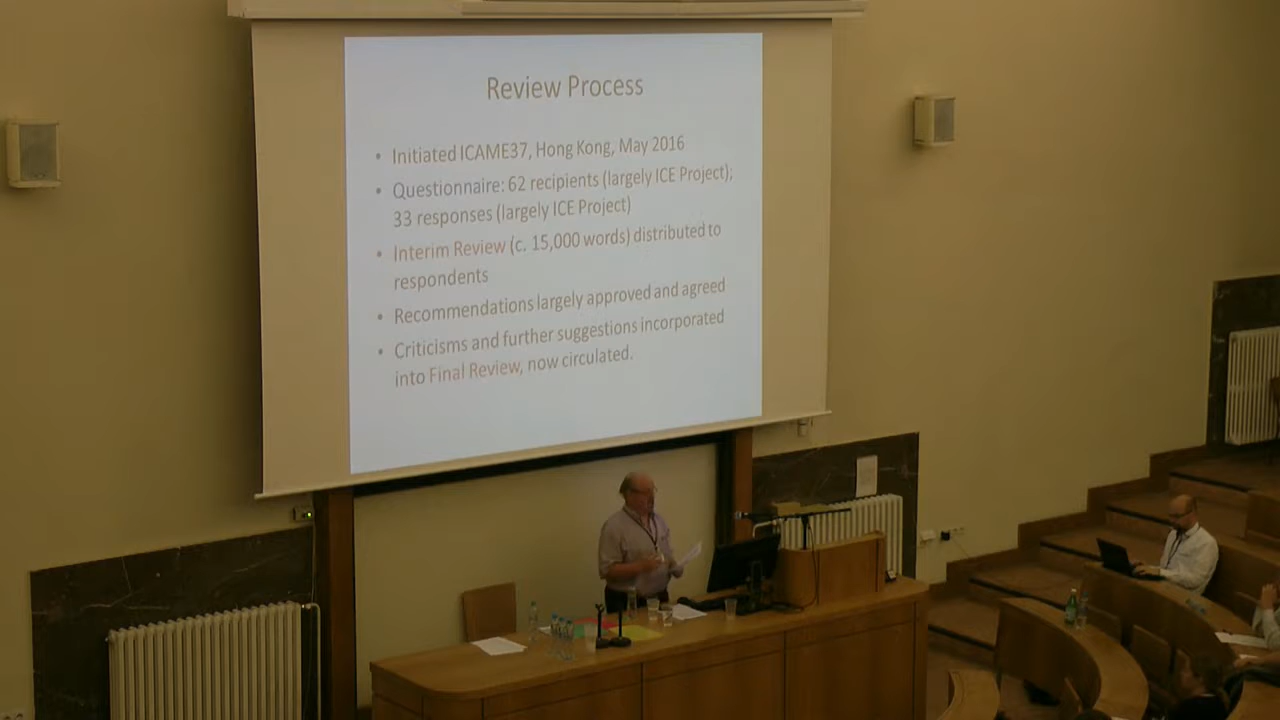 Review Process
• Initiated ICAME37, Hong Kong, May 2016
• Questionnaire: 62 recipients (largely ICE Project);
33 responses (largely ICE Project)
• Interim Review (c. 15,000 words) distributed to
respondents
• Recommendations largely approved and agreed
• Criticisms and further suggestions incorporated
into Final Review, now circulated.